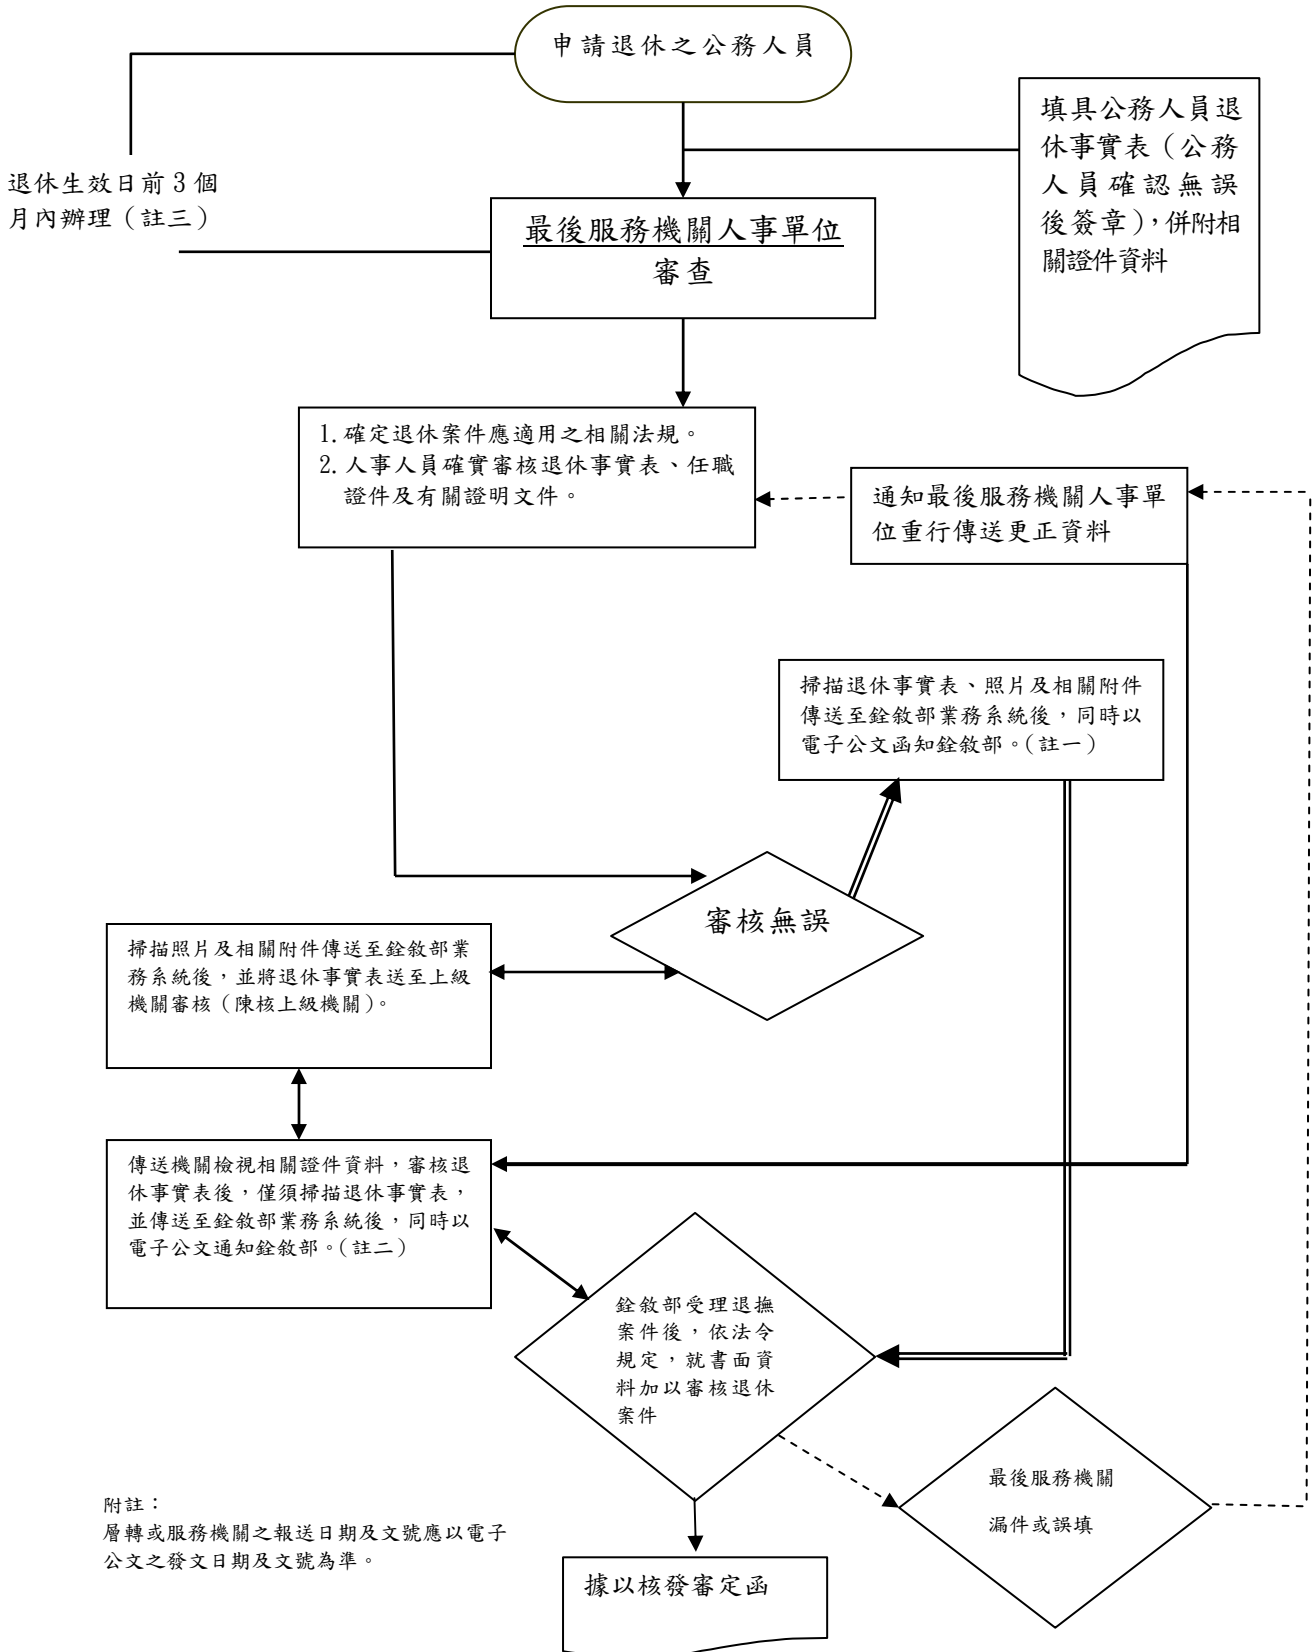 申請退休之公務人員
填具公務人員退
休事實表（公務
人員確認無誤
後簽章），併附相
關證件資料
退休生效日前 3 個
月內辦理（註三）
最後服務機關人事單位
審查
1. 確定退休案件應適用之相關法規。
2. 人事人員確實審核退休事實表、任職
證件及有關證明文件。
通知最後服務機關人事單
位重行傳送更正資料
掃描退休事實表、照片及相關附件
傳送至銓敘部業務系統後，同時以
電子公文函知銓敘部。（註一）
審核無誤
掃描照片及相關附件傳送至銓敘部業
務系統後，並將退休事實表送至上級
機關審核（陳核上級機關）。
傳送機關檢視相關證件資料，審核退
休事實表後，僅須掃描退休事實表，
並傳送至銓敘部業務系統後，同時以
電子公文通知銓敘部。（註二）
銓敘部受理退撫
案件後，依法令
規定，就書面資
料加以審核退休
案件
最後服務機關
漏件或誤填
附註：
層轉或服務機關之報送日期及文號應以電子
公文之發文日期及文號為準。
據以核發審定函